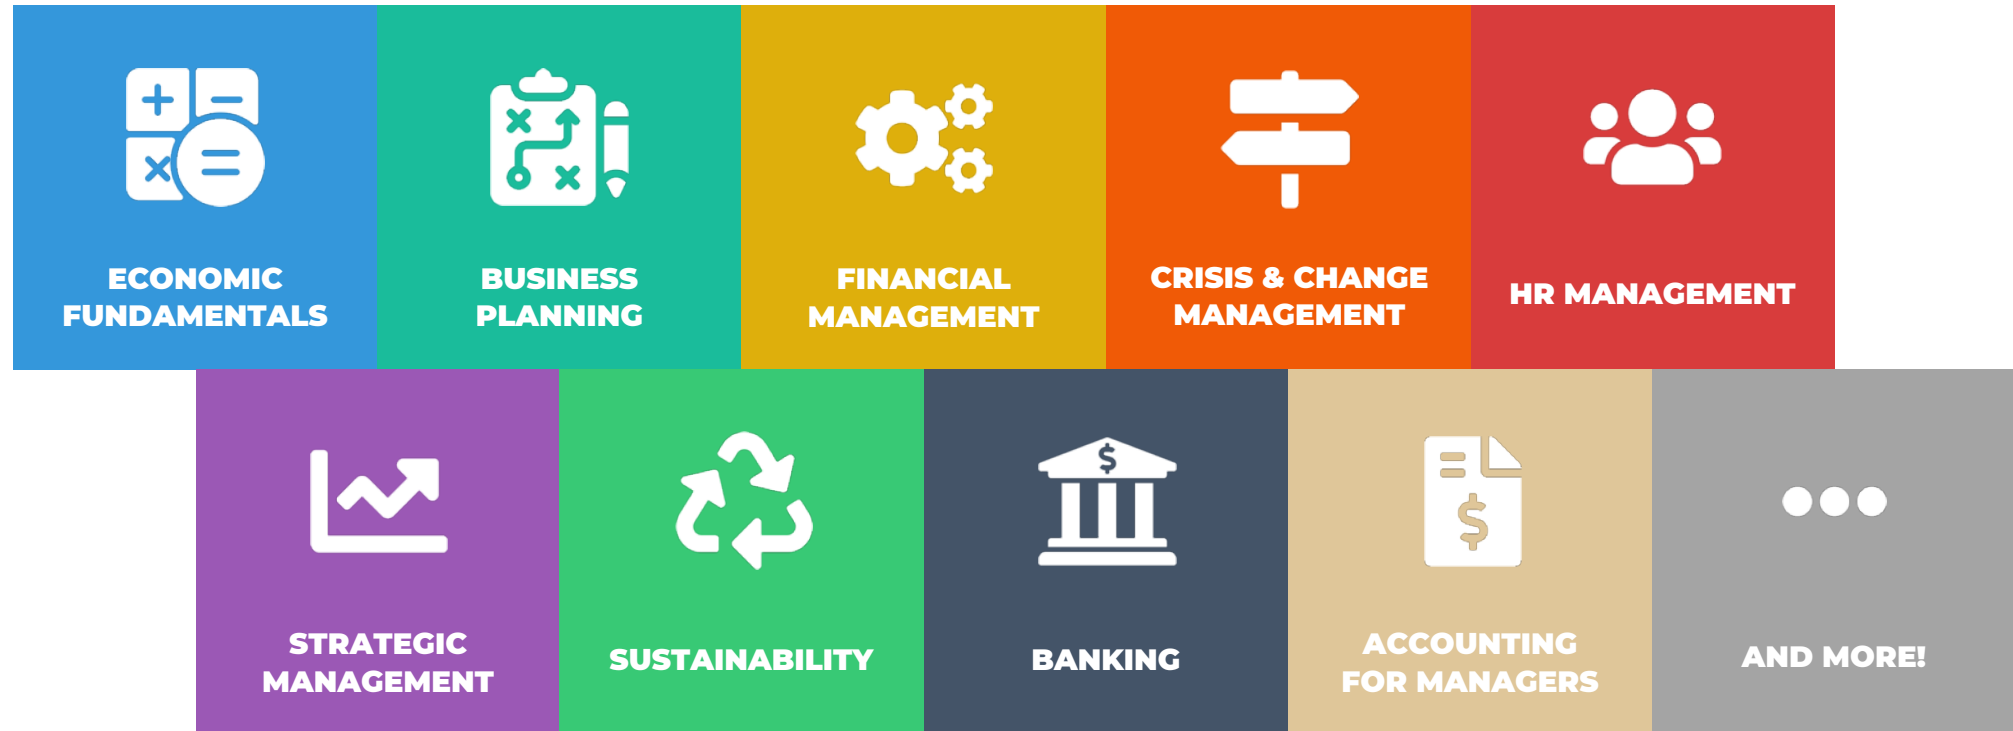 ECONOMIC
FUNDAMENTALS
BUSINESS
PLANNING
FINANCIAL
MANAGEMENT
CRISIS & CHANGE
MANAGEMENT
HR MANAGEMENT
STRATEGIC
MANAGEMENT
SUSTAINABILITY
$
BANKING
$
ACCOUNTING
FOR MANAGERS
AND MORE!